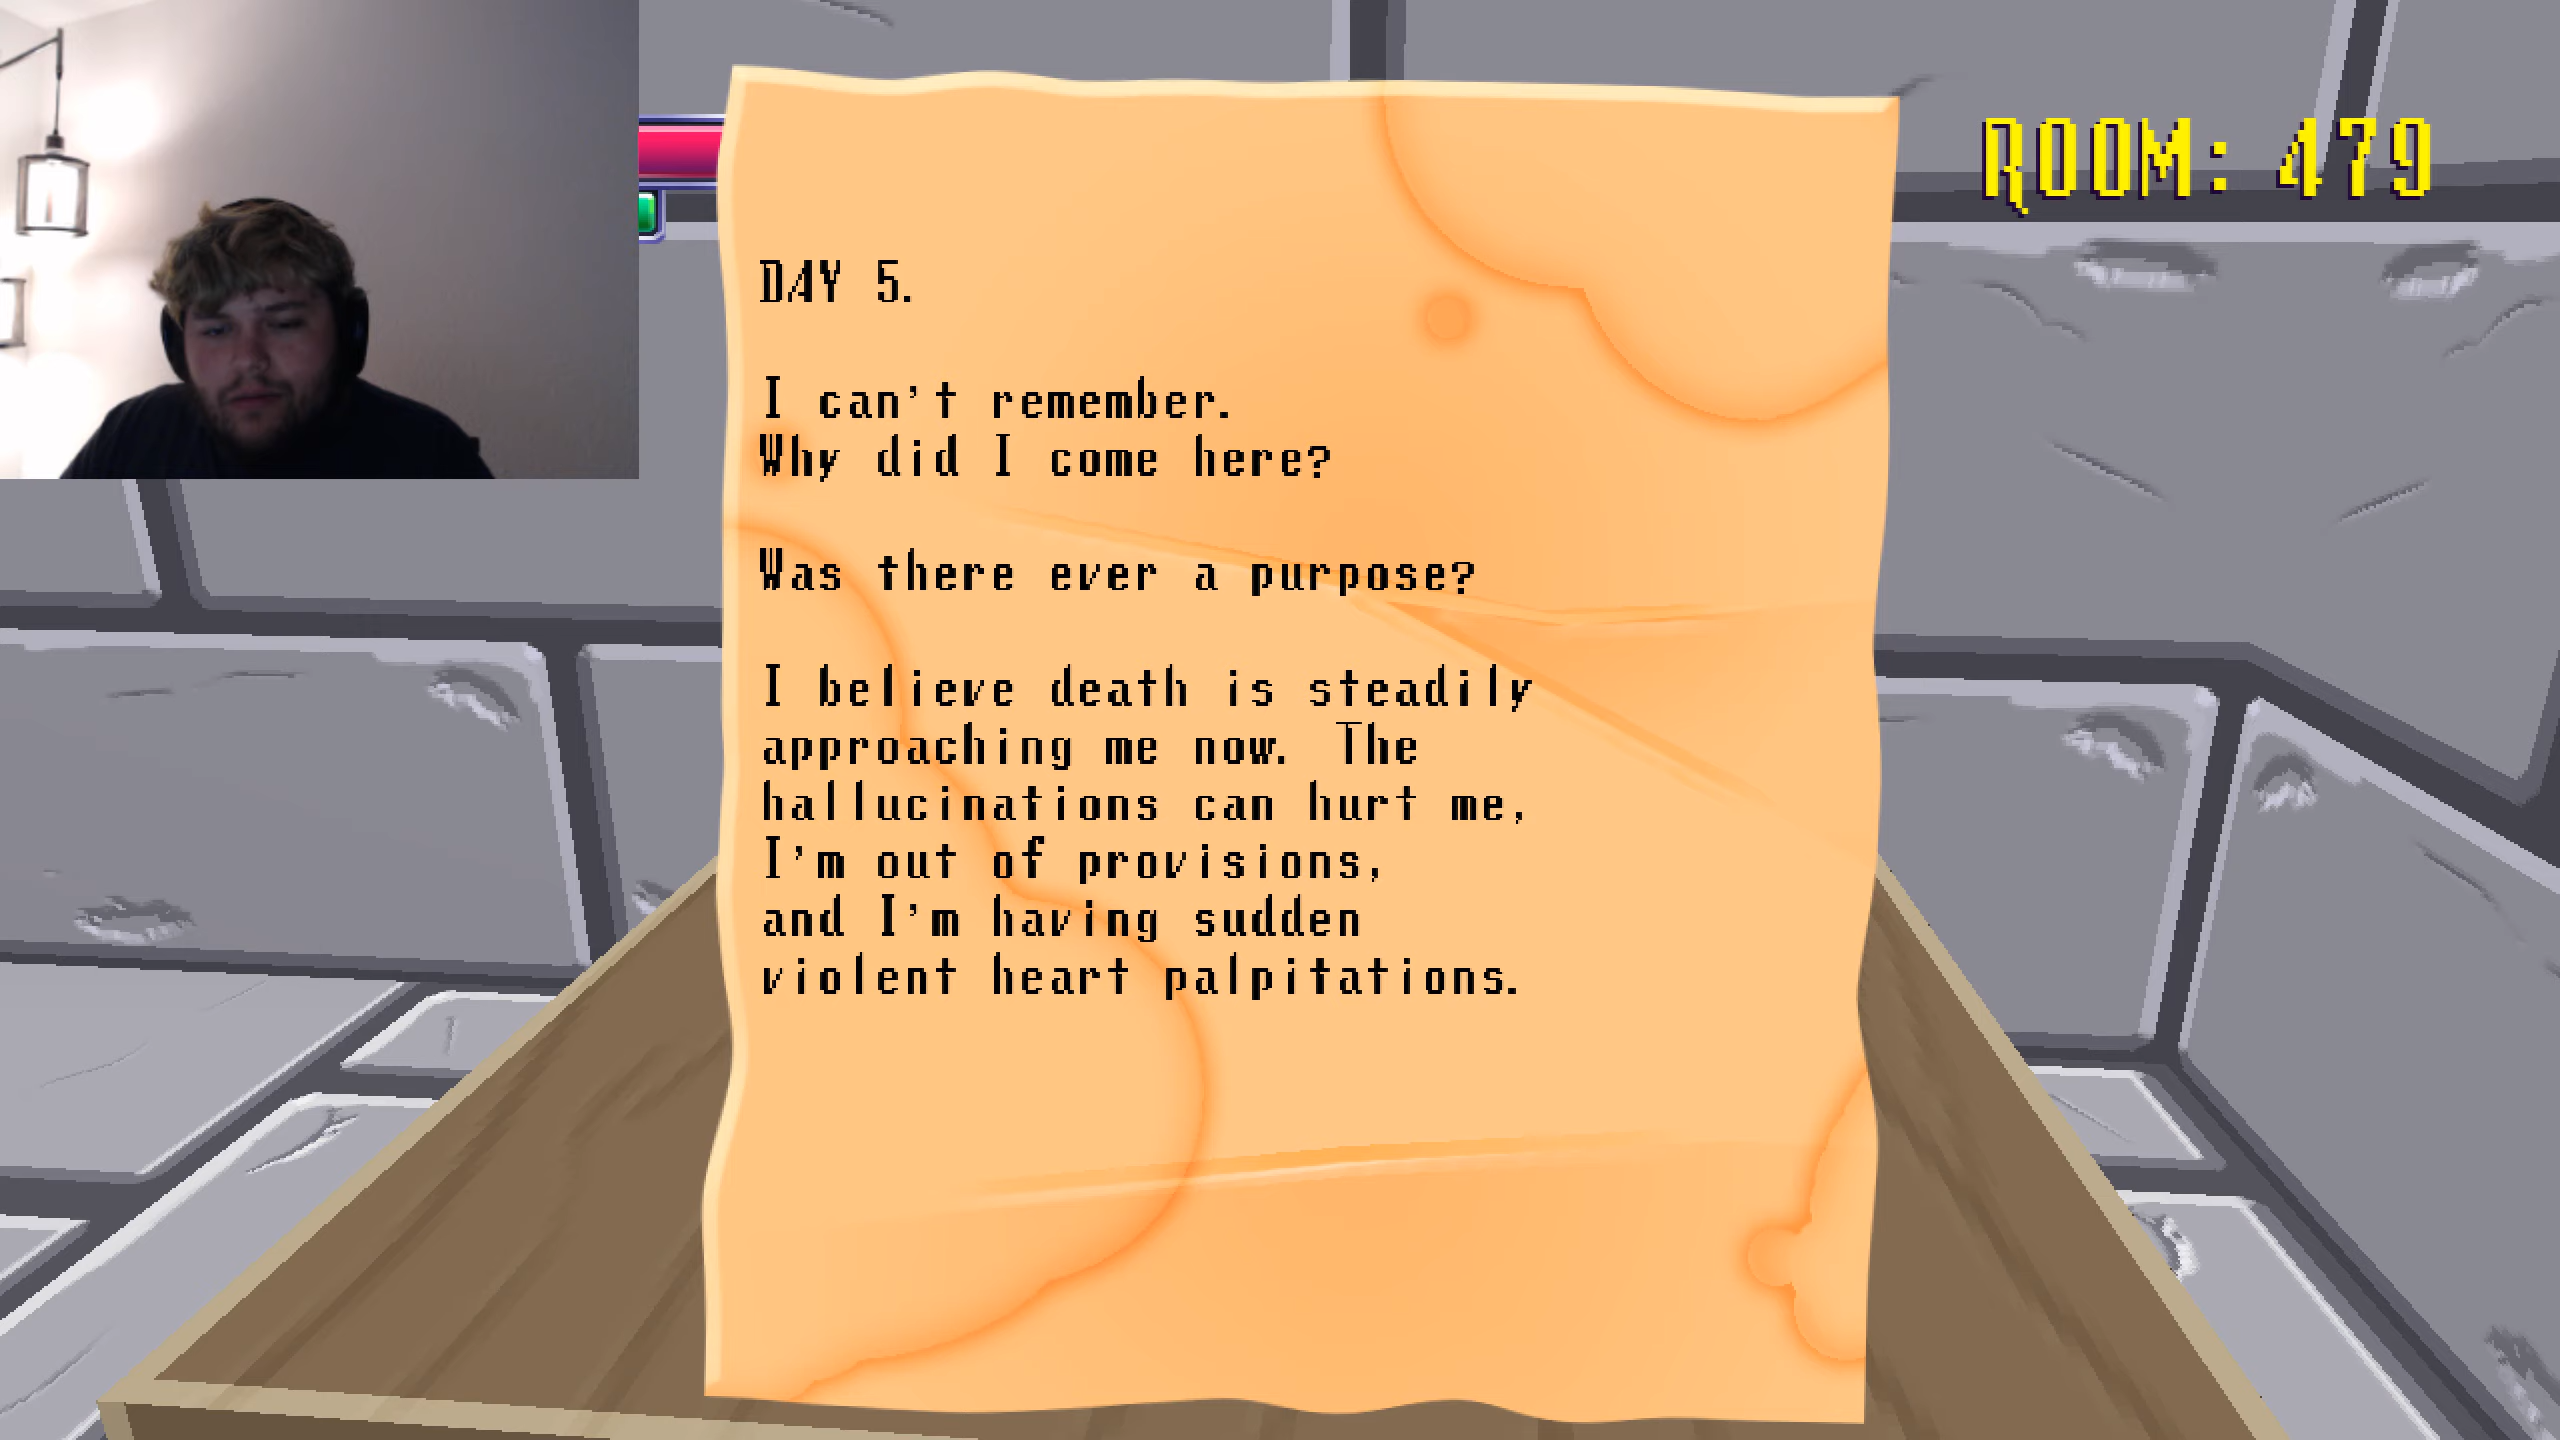 ROOM: 479
DAY 5.
I can't remember.
Why did I come here?
Was there ever a purpose?
I believe death is steadily
approaching me now. The
hallucinations can hurt me,
I'm out of provisions,
and I'm having sudden
violent heart palpitations.